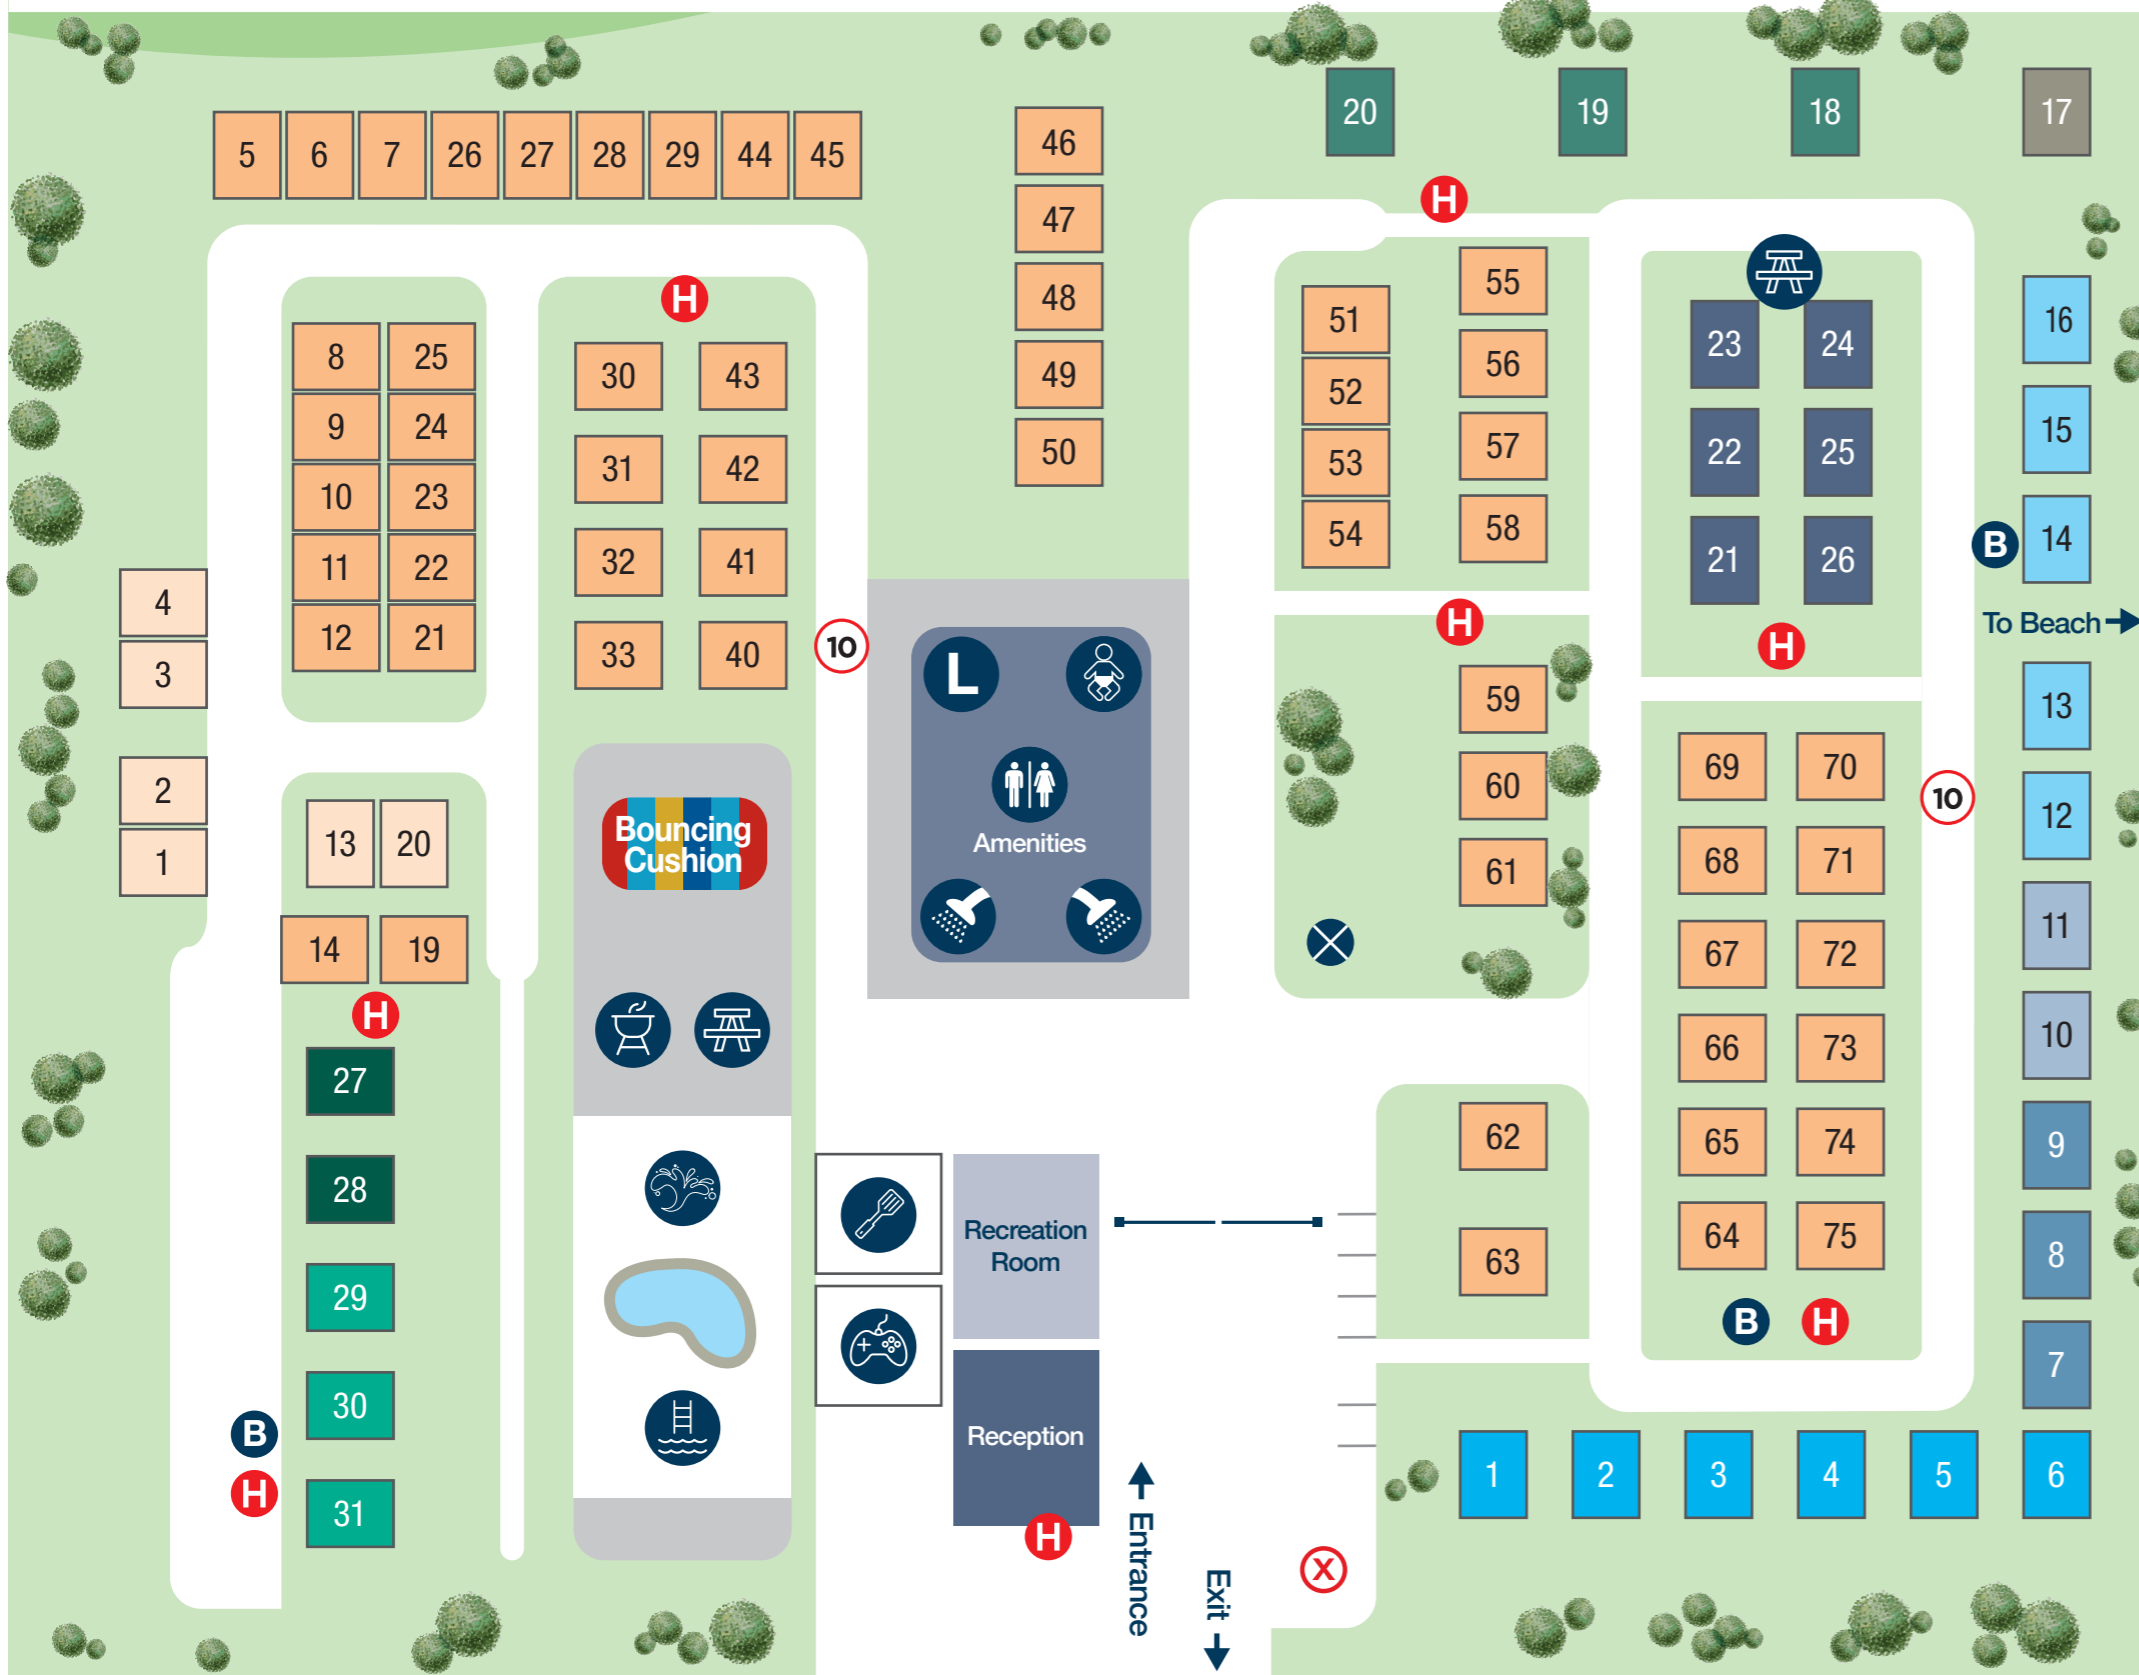 20 19 18 17
5 6 7 26 27 28 29 44 45
46
47
48
49
50
H
H
8 25
9 24
10 23
11 22
12 21
30 43
31 42
32 41
33 40
10
51
52
53
54
55
56
57
58
23 24
22 25
21 26
H
H
16
15
B 14
To Beach
13
12
11
10
9
8
7
4
3
2
1
13 20
14 19
H
27
28
29
30
31
B
H
Bouncing
Cushion
L
Amenities
59
60
61
62
63
69 70
68 71
67 72
66 73
65 74
64 75
B H
10
Recreation
Room
Reception
H
Entrance
Exit
X
1 2 3 4 5 6